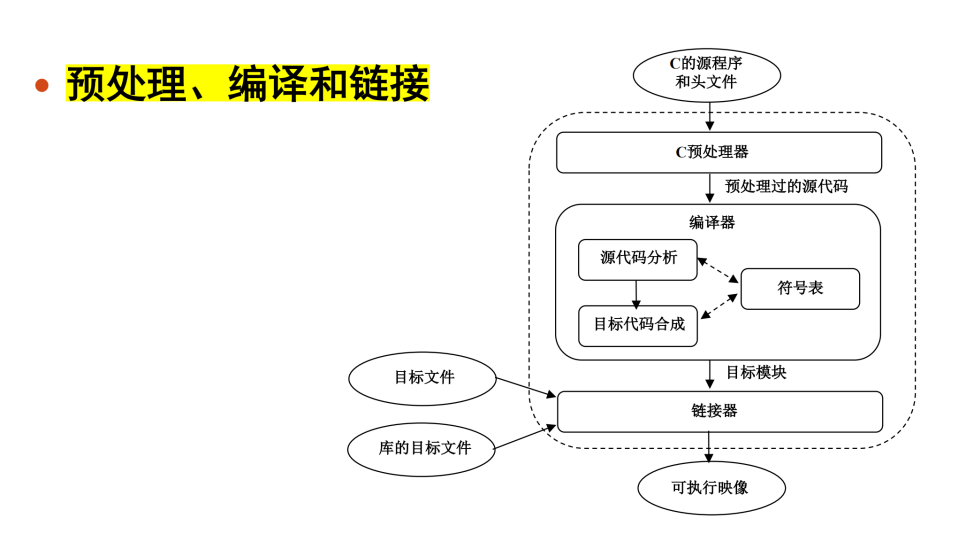 预处理、编译和链接
C的源程序
和头文件
C预处理器
预处理过的源代码
编译器
源代码分析
符号表
目标代码合成
目标模块
目标文件
链接器
库的目标文件
可执行映像